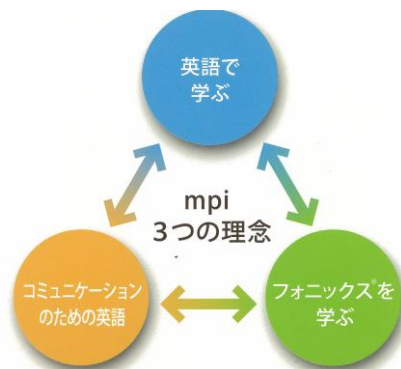 英語で
学ぶ
mpi
3つの理念
コミュニケーション
のための英語
フォニックス®を
学ぶ